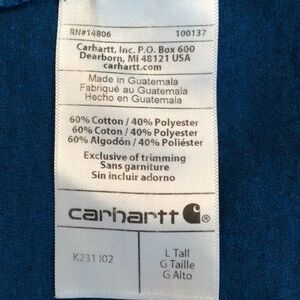 RN#14806 100137
Carhartt, Inc. P.O. Box 600
Dearborn, MI 48121 USA
carhartt.com
Made in Guatemala
Fabriqué au Guatemala
Hecho en Guatemala
60% Cotton / 40% Polyester
60% Coton / 40% Polyester
60% Algodón / 40% Poliéster
Exclusive of trimming
Sans garniture
Sin incluir adorno
carhartt ®
K231 I02
L Tall
G Taille
G Alto